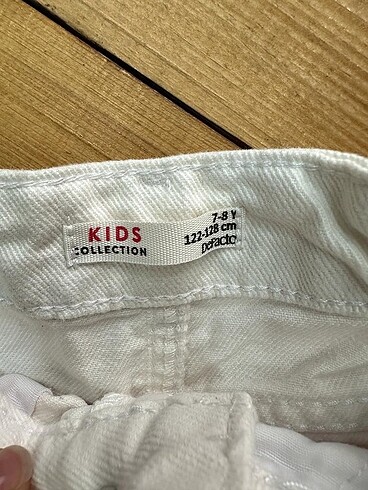 KIDS
COLLECTION
7-8 Y
122-128 cm
DeFacto